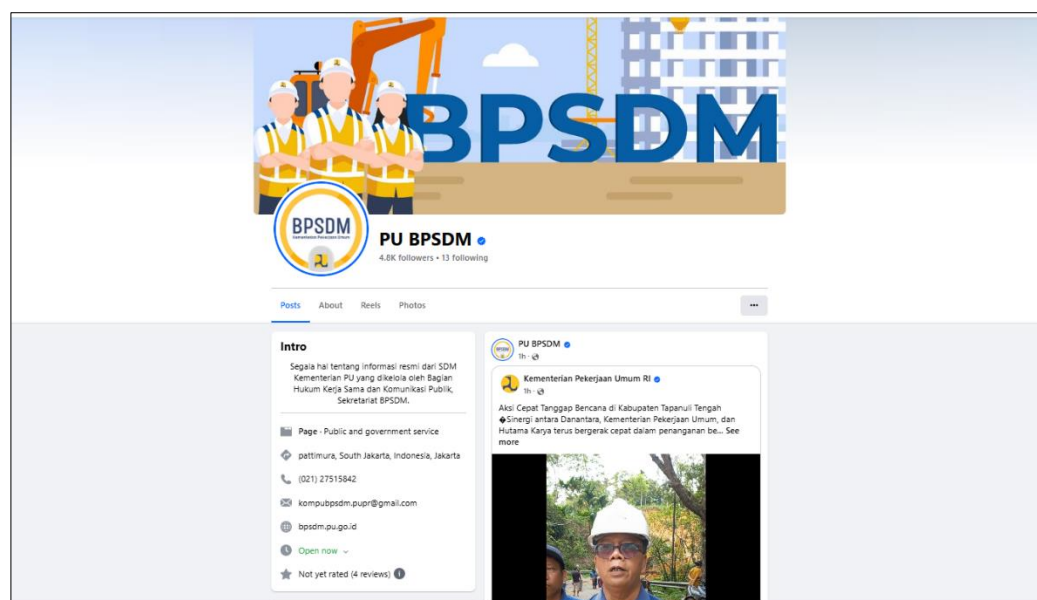 BPSDM
BPSDM
Kementerian Pekerjaan Umum
PU BPSDM
4.8K followers • 13 following
Posts
About
Reels
Photos
Intro
Segala hal tentang informasi resmi dari SDM
Kementerian PU yang dikelola oleh Bagian
Hukum Kerja Sama dan Komunikasi Publik,
Sekretariat BPSDM.
Page · Public and government service
pattimura, South Jakarta, Indonesia, Jakarta
(021) 27515842
kompubpsdm.pupr@gmail.com
bpsdm.pu.go.id
Open now
Not yet rated (4 reviews)
BPSDM
PU BPSDM
1h ·
Kementerian Pekerjaan Umum RI
1h ·
Aksi Cepat Tanggap Bencana di Kabupaten Tapanuli Tengah
�Sinergi antara Danantara, Kementerian Pekerjaan Umum, dan
Hutama Karya terus bergerak cepat dalam penanganan be... See
more